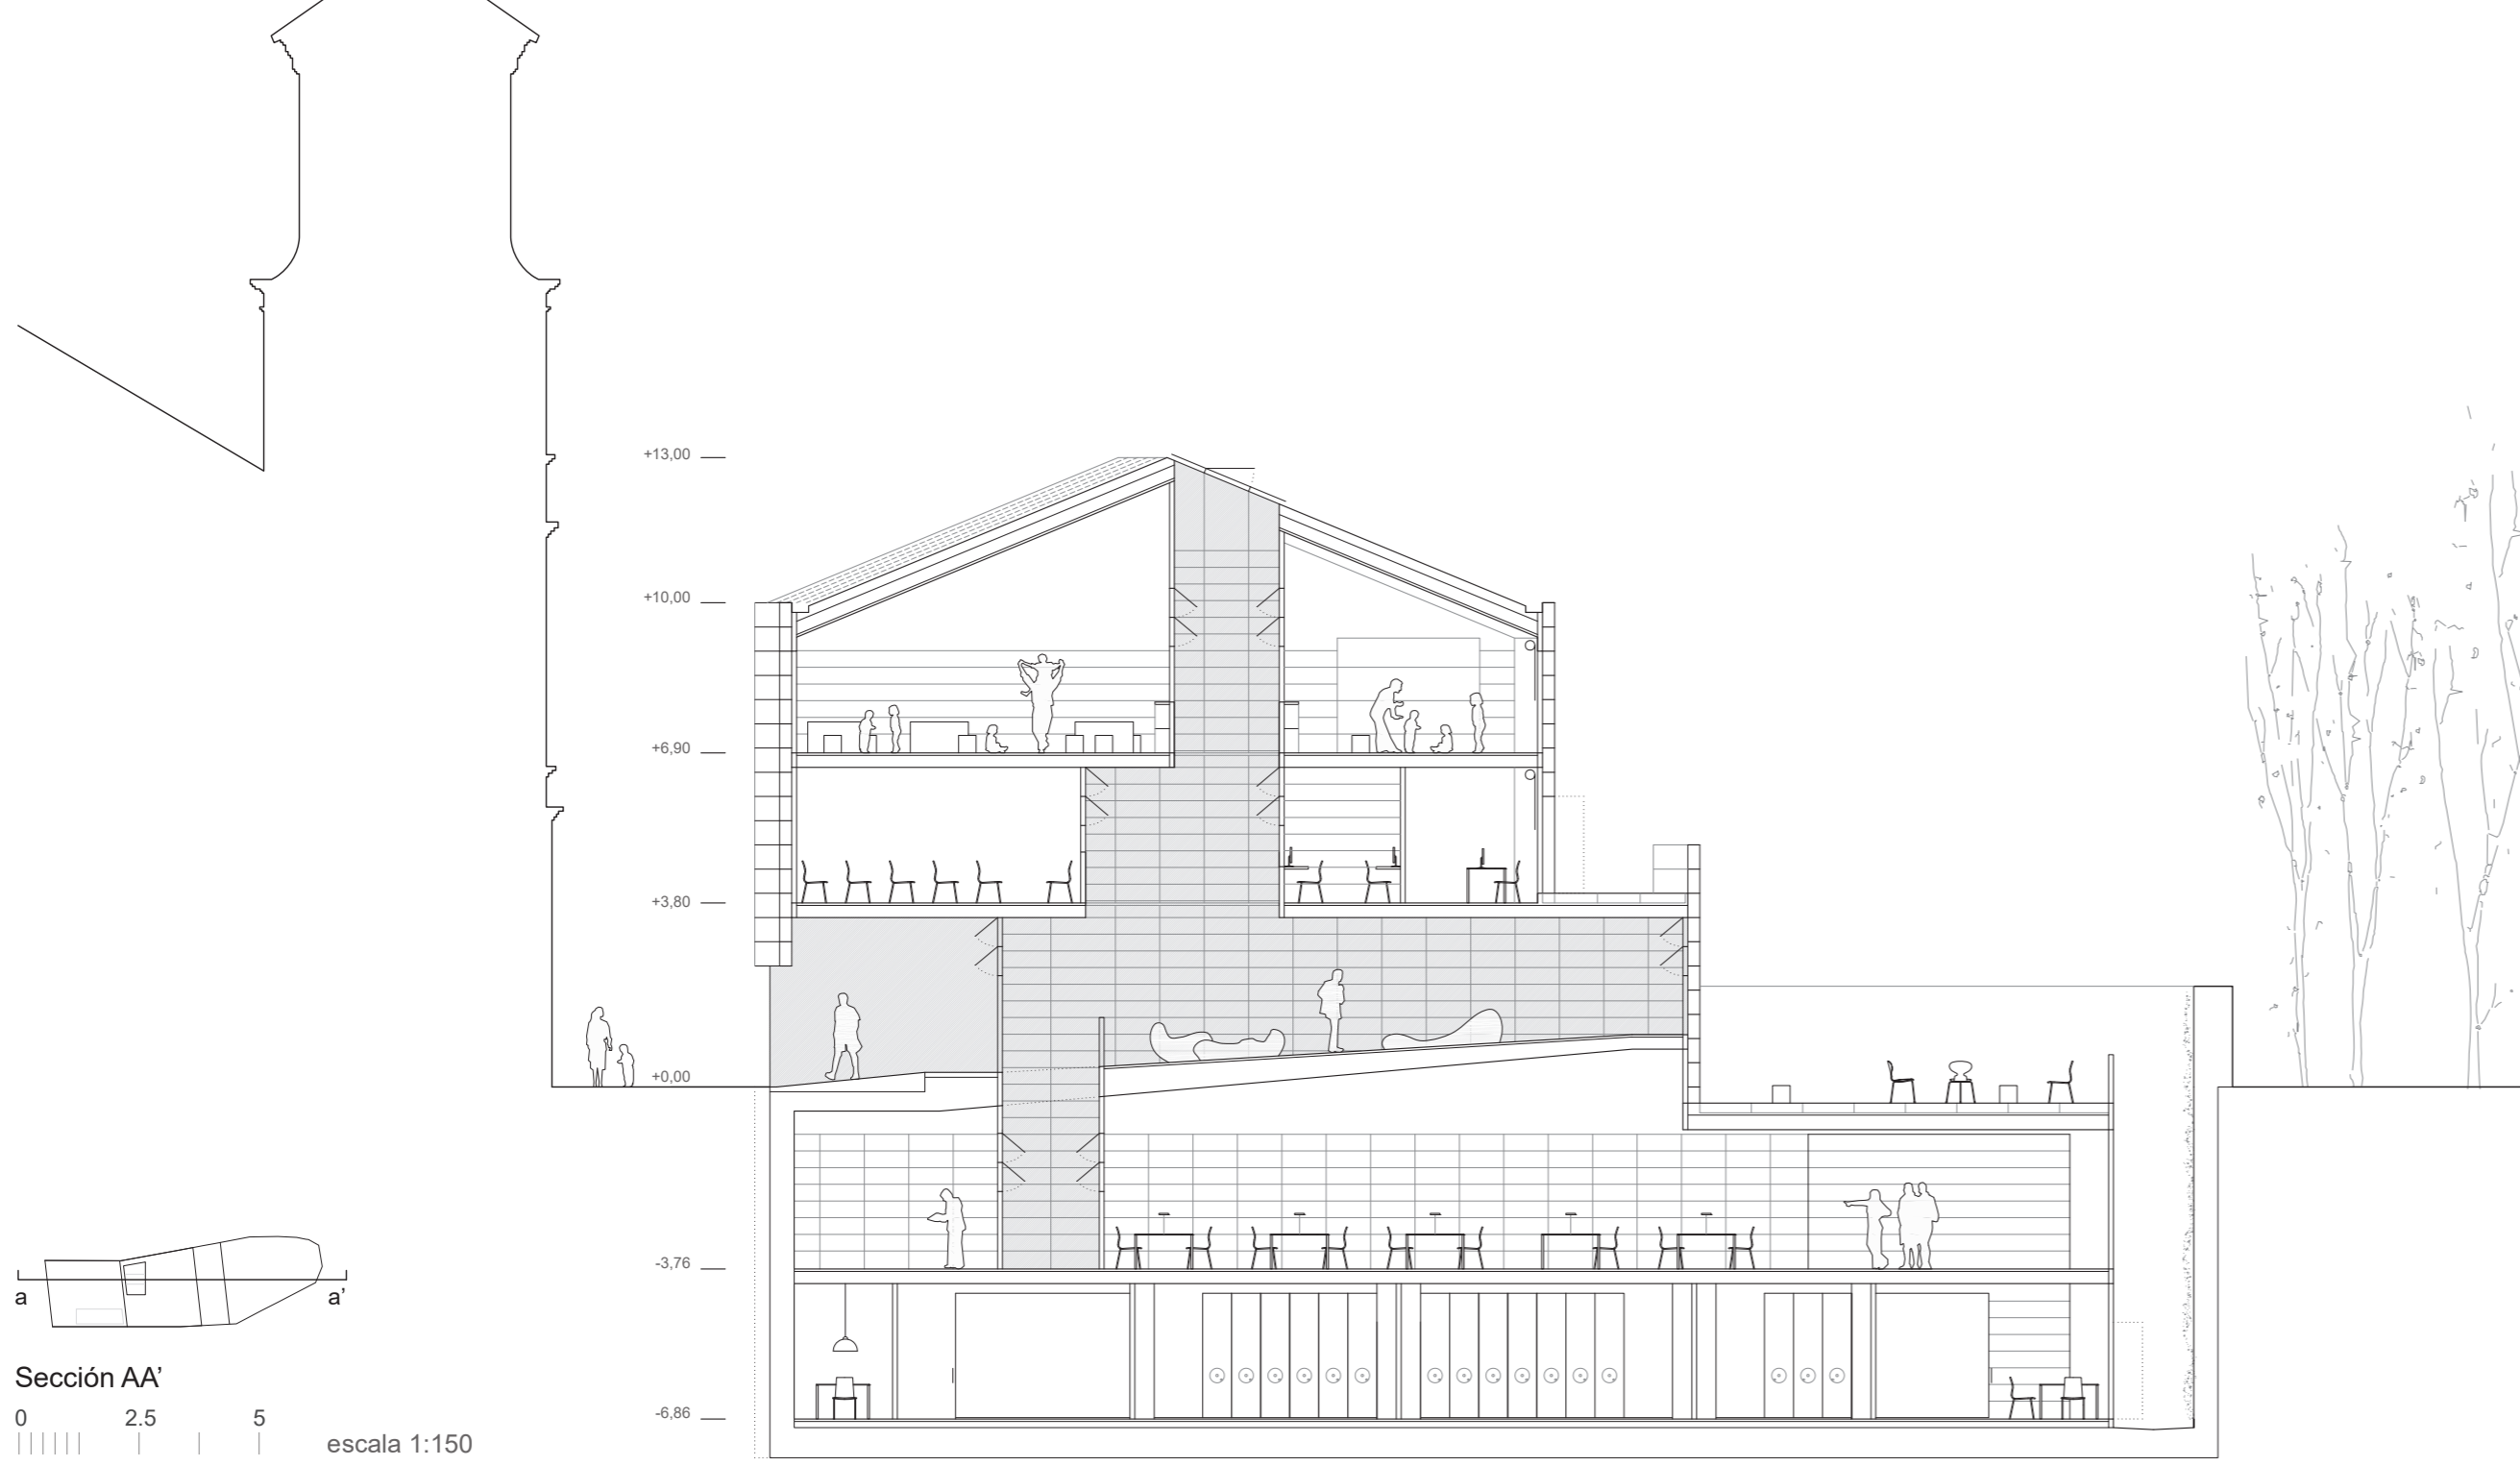 +13,00
+10,00
+6,90
+3,80
+0,00
-3,76
-6,86
a a’
Sección AA’
0 2.5 5
escala 1:150